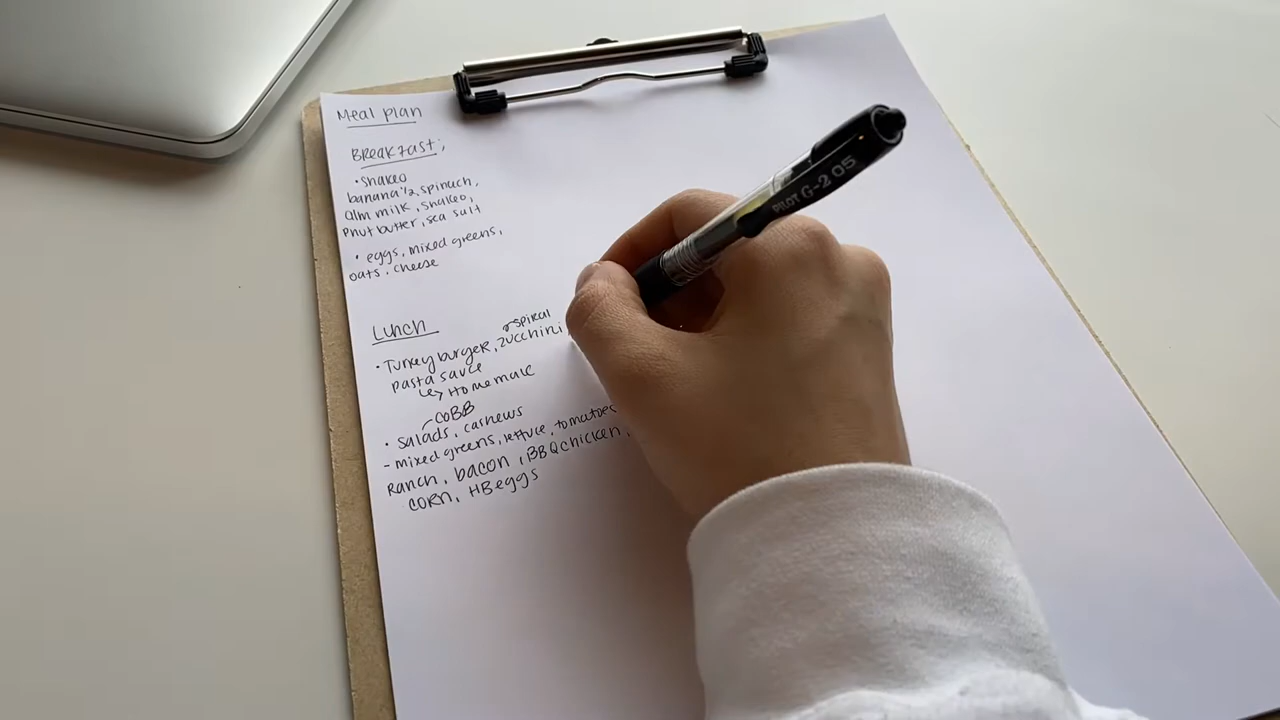 Meal plan
Breakfast;
• Shakeo
banana 1/2, spinach,
alm milk, shakeo,
Pnut butter, sea salt
• eggs, mixed greens,
oats, cheese
Lunch
spiral
• Turkey burger, zucchini,
pasta sauce
↳ Homemade
COBB
• salads, cashews
- mixed greens, lettuce, tomatoes
Ranch, bacon, BBQ chicken,
CORN, HB eggs
PILOT G-2 05